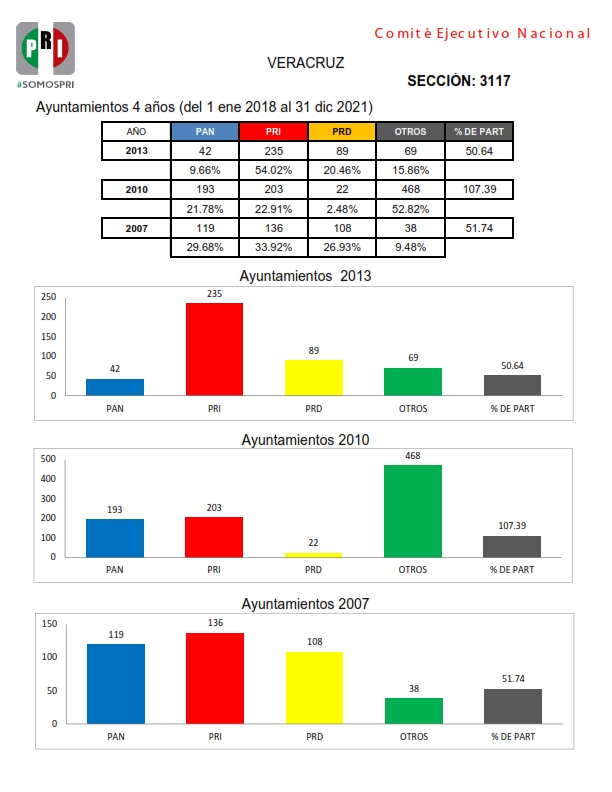 Comité Ejecutivo Nacional
PRI
#SOMOSPRI
VERACRUZ
SECCIÓN: 3117
Ayuntamientos 4 años (del 1 ene 2018 al 31 dic 2021)
AÑO PAN PRI PRD OTROS % DE PART
2013 42 235 89 69 50.64
9.66% 54.02% 20.46% 15.86%
2010 193 203 22 468 107.39
21.78% 22.91% 2.48% 52.82%
2007 119 136 108 38 51.74
29.68% 33.92% 26.93% 9.48%
Ayuntamientos 2013
250
200
150
100
50
0
42 235 89 69 50.64
PAN PRI PRD OTROS % DE PART
Ayuntamientos 2010
500
400
300
200
100
0
193 203 22 468 107.39
PAN PRI PRD OTROS % DE PART
Ayuntamientos 2007
150
100
50
0
119 136 108 38 51.74
PAN PRI PRD OTROS % DE PART